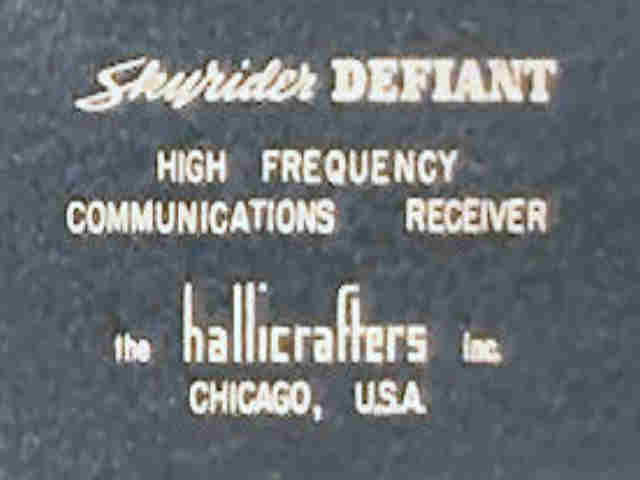 Skyrider DEFIANT
HIGH FREQUENCY
COMMUNICATIONS RECEIVER
the hallicrafters inc.
CHICAGO, U.S.A.